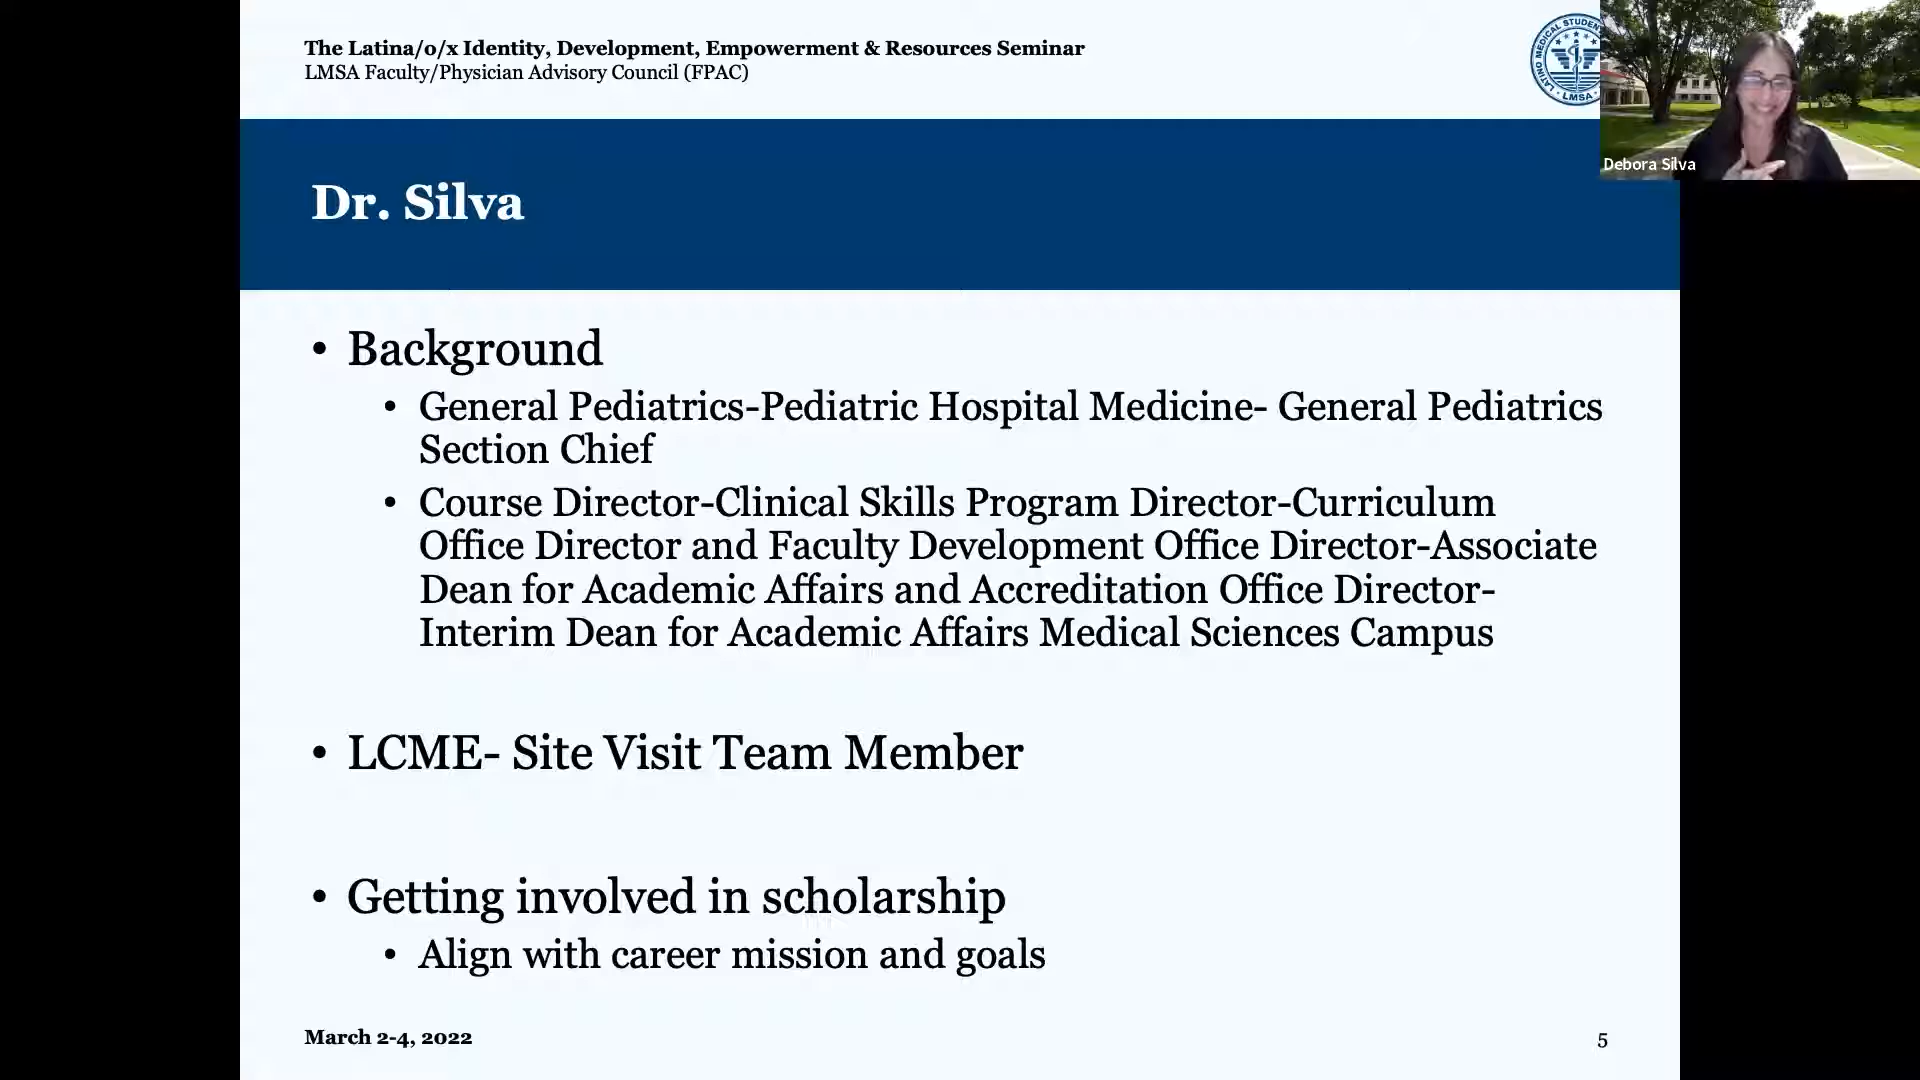 The Latina/o/x Identity, Development, Empowerment & Resources Seminar
LMSA Faculty/Physician Advisory Council (FPAC)
LATINO MEDICAL STUDEN
LMSA
Debora Silva
Dr. Silva
• Background
• General Pediatrics-Pediatric Hospital Medicine- General Pediatrics
Section Chief
• Course Director-Clinical Skills Program Director-Curriculum
Office Director and Faculty Development Office Director-Associate
Dean for Academic Affairs and Accreditation Office Director-
Interim Dean for Academic Affairs Medical Sciences Campus
• LCME- Site Visit Team Member
• Getting involved in scholarship
• Align with career mission and goals
March 2-4, 2022
5